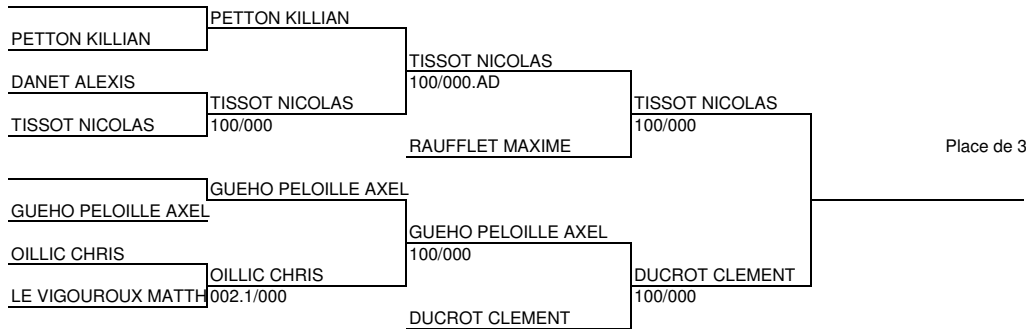 PETTON KILLIAN
PETTON KILLIAN
TISSOT NICOLAS
DANET ALEXIS
100/000.AD
TISSOT NICOLAS
TISSOT NICOLAS
TISSOT NICOLAS
100/000
100/000
RAUFFLET MAXIME
Place de 3
GUEHO PELOILLE AXEL
GUEHO PELOILLE AXEL
GUEHO PELOILLE AXEL
OILLIC CHRIS
100/000
OILLIC CHRIS
DUCROT CLEMENT
LE VIGOUROUX MATTH
002.1/000
100/000
DUCROT CLEMENT